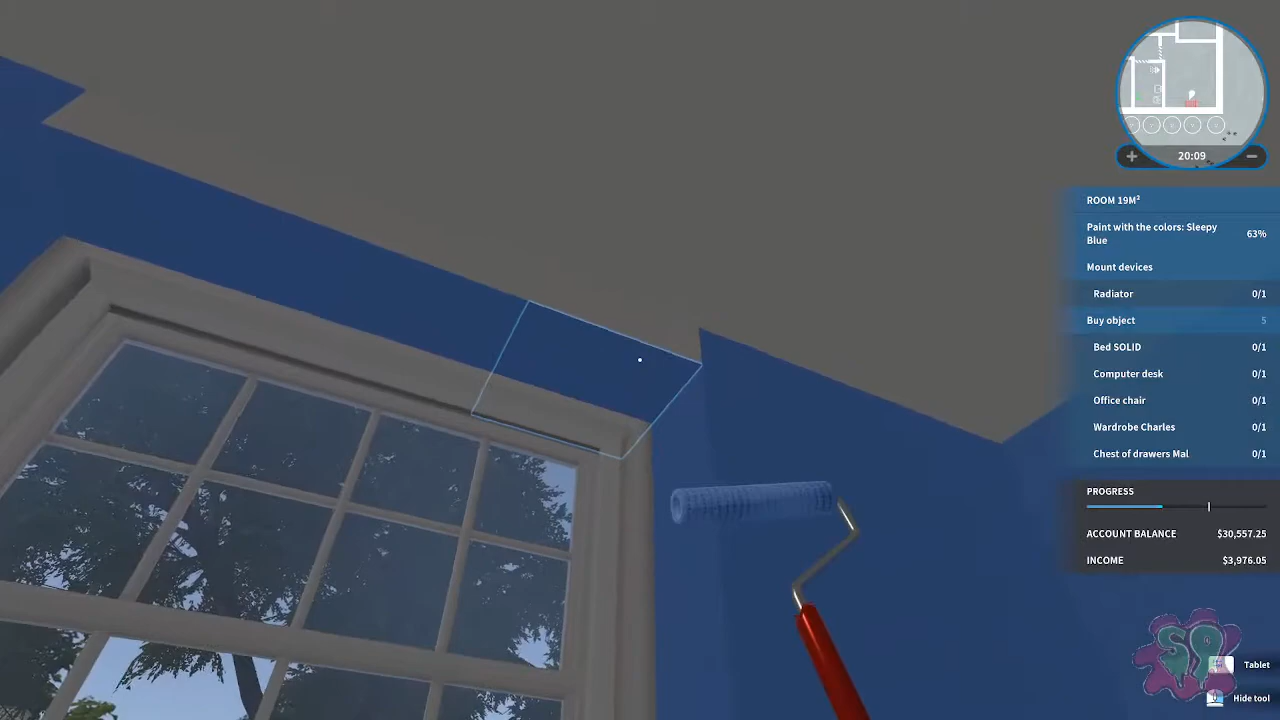 20:09
ROOM 19M²
Paint with the colors: Sleepy
Blue
63%
Mount devices
Radiator 0/1
Buy object 5
Bed SOLID 0/1
Computer desk 0/1
Office chair 0/1
Wardrobe Charles 0/1
Chest of drawers Mal 0/1
PROGRESS
ACCOUNT BALANCE $30,557.25
INCOME $3,976.05
SP
Tablet
Hide tool